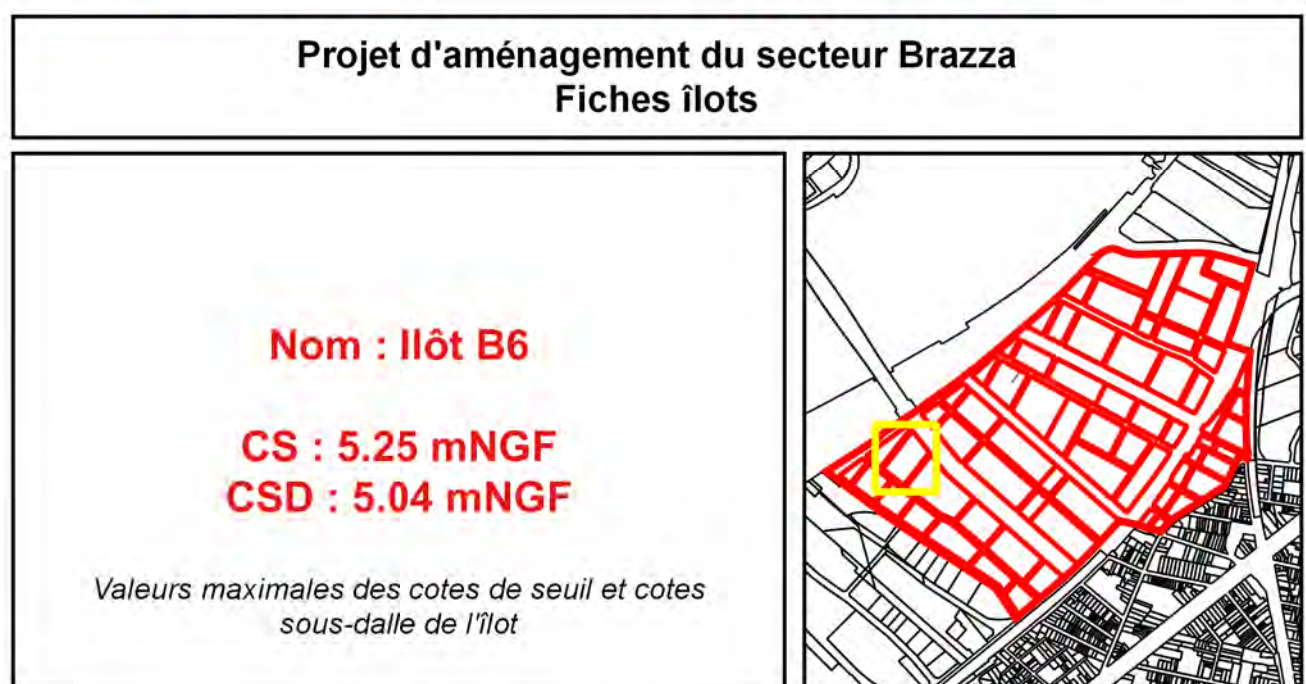 Projet d'aménagement du secteur Brazza
Fiches îlots
Nom : Ilôt B6
CS : 5.25 mNGF
CSD : 5.04 mNGF
Valeurs maximales des cotes de seuil et cotes
sous-dalle de l'îlot